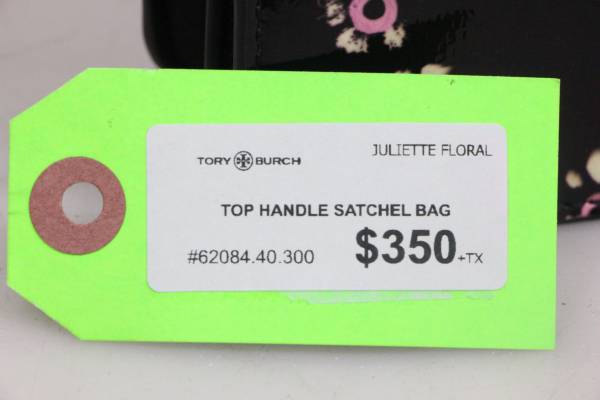 TORY BURCH
JULIETTE FLORAL
TOP HANDLE SATCHEL BAG
#62084.40.300 $350+TX